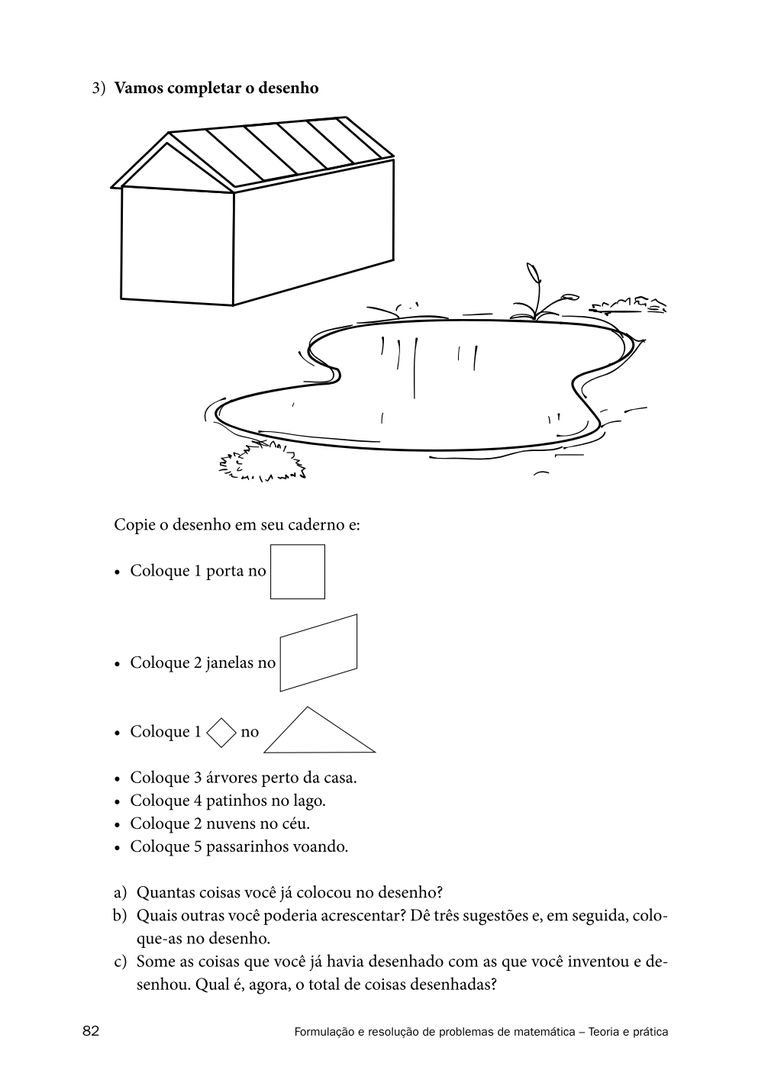 3) Vamos completar o desenho
Copie o desenho em seu caderno e:
• Coloque 1 porta no
• Coloque 2 janelas no
• Coloque 1 no
• Coloque 3 árvores perto da casa.
• Coloque 4 patinhos no lago.
• Coloque 2 nuvens no céu.
• Coloque 5 passarinhos voando.
a) Quantas coisas você já colocou no desenho?
b) Quais outras você poderia acrescentar? Dê três sugestões e, em seguida, colo-
que-as no desenho.
c) Some as coisas que você já havia desenhado com as que você inventou e de-
senhou. Qual é, agora, o total de coisas desenhadas?
82 Formulação e resolução de problemas de matemática – Teoria e prática